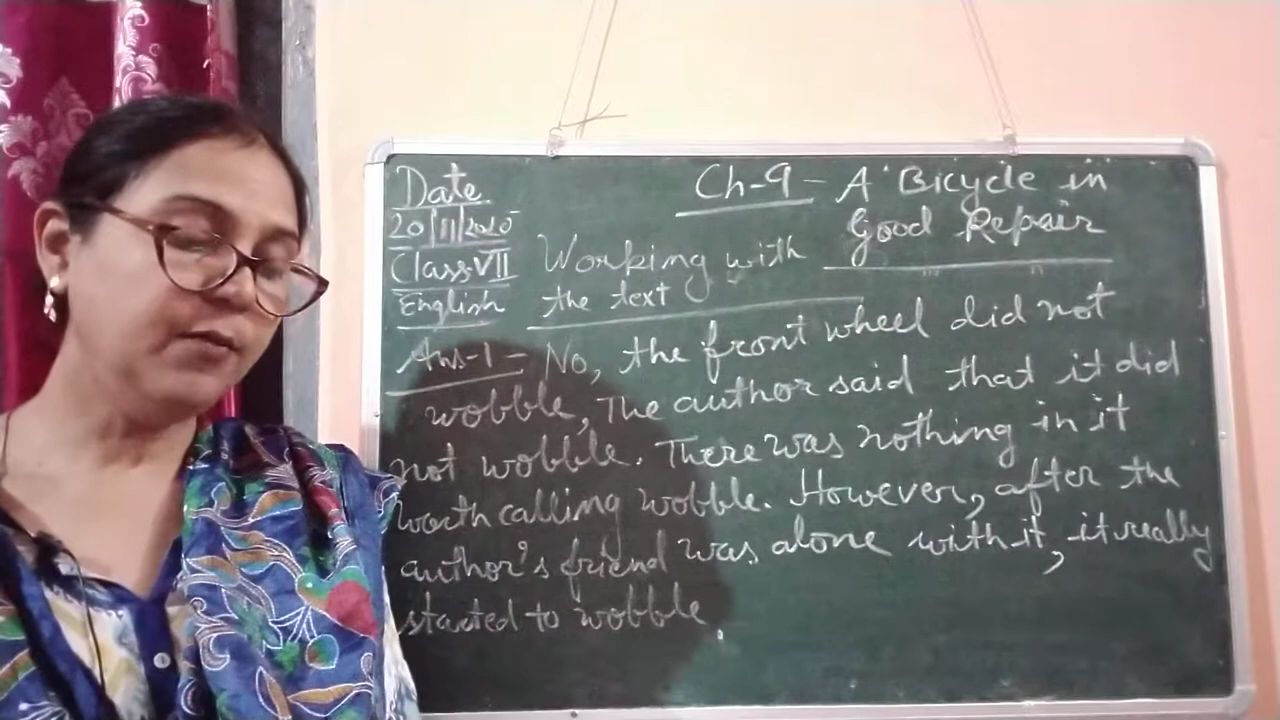 Date.
20/11/2020
Class-VII
English
Ch-9 - A Bicycle in
Good Repair
Working with
the text
Ans-1 - No, the front wheel did not
wobble, The author said that it did
not wobble. There was nothing in it
worth calling wobble. However, after the
author's friend was alone with it, it really
started to wobble.